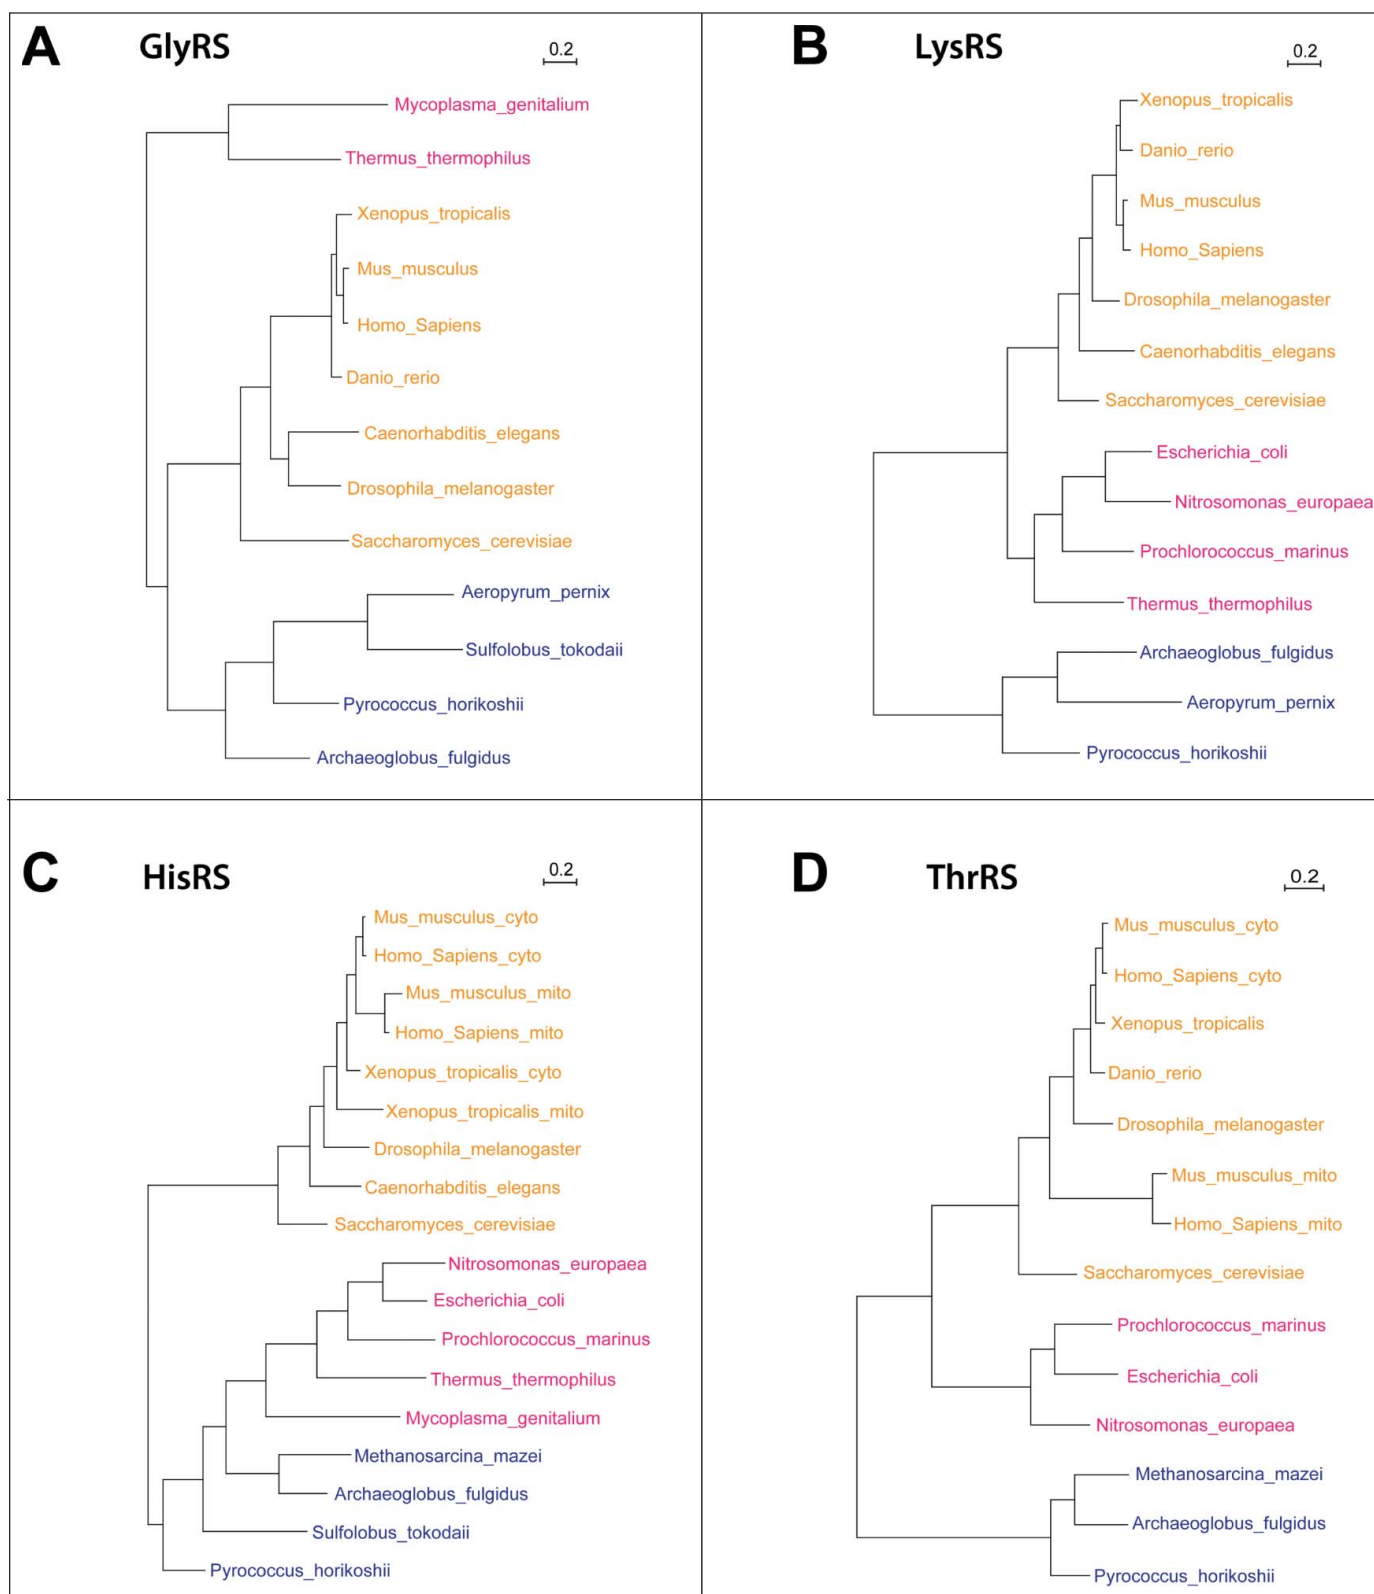 A GlyRS 0.2
Mycoplasma_genitalium
Thermus_thermophilus
Xenopus_tropicalis
Mus_musculus
Homo_Sapiens
Danio_rerio
Caenorhabditis_elegans
Drosophila_melanogaster
Saccharomyces_cerevisiae
Aeropyrum_pernix
Sulfolobus_tokodaii
Pyrococcus_horikoshii
Archaeoglobus_fulgidus
B LysRS 0.2
Xenopus_tropicalis
Danio_rerio
Mus_musculus
Homo_Sapiens
Drosophila_melanogaster
Caenorhabditis_elegans
Saccharomyces_cerevisiae
Escherichia_coli
Nitrosomonas_europaea
Prochlorococcus_marinus
Thermus_thermophilus
Archaeoglobus_fulgidus
Aeropyrum_pernix
Pyrococcus_horikoshii
C HisRS 0.2
Mus_musculus_cyto
Homo_Sapiens_cyto
Mus_musculus_mito
Homo_Sapiens_mito
Xenopus_tropicalis_cyto
Xenopus_tropicalis_mito
Drosophila_melanogaster
Caenorhabditis_elegans
Saccharomyces_cerevisiae
Nitrosomonas_europaea
Escherichia_coli
Prochlorococcus_marinus
Thermus_thermophilus
Mycoplasma_genitalium
Methanosarcina_mazei
Archaeoglobus_fulgidus
Sulfolobus_tokodaii
Pyrococcus_horikoshii
D ThrRS 0.2
Mus_musculus_cyto
Homo_Sapiens_cyto
Xenopus_tropicalis
Danio_rerio
Drosophila_melanogaster
Mus_musculus_mito
Homo_Sapiens_mito
Saccharomyces_cerevisiae
Prochlorococcus_marinus
Escherichia_coli
Nitrosomonas_europaea
Methanosarcina_mazei
Archaeoglobus_fulgidus
Pyrococcus_horikoshii